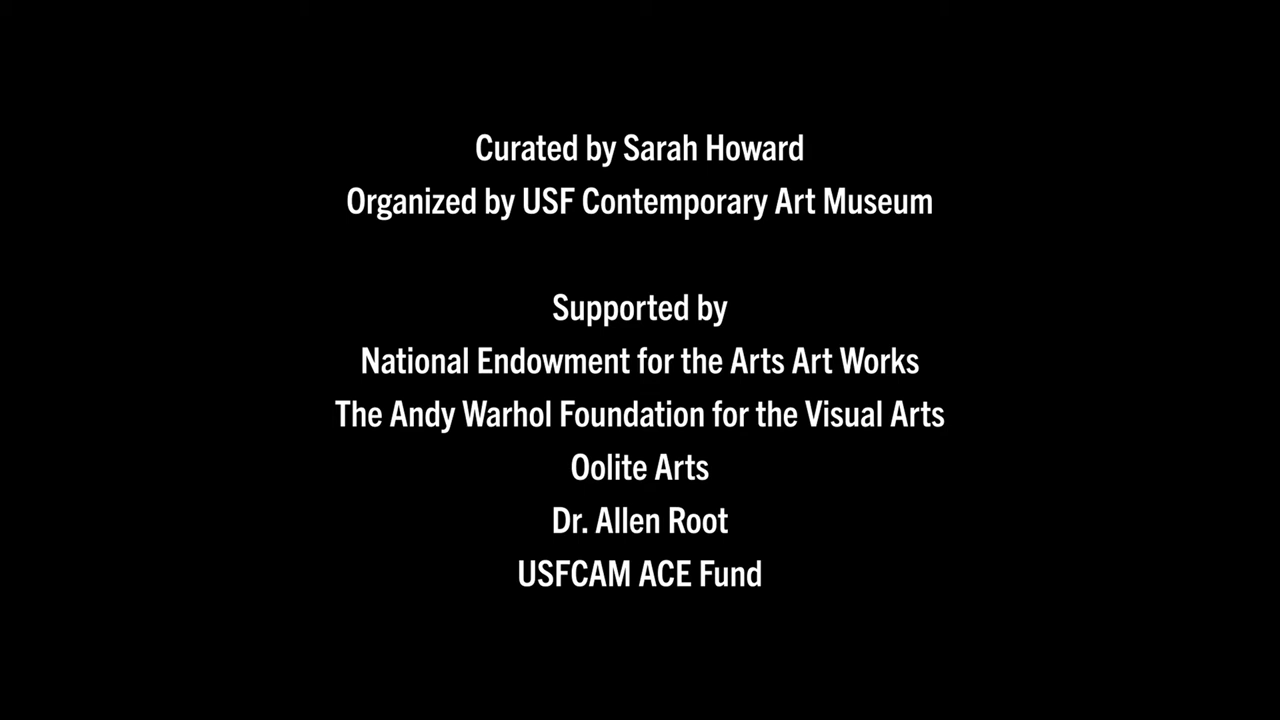 Curated by Sarah Howard
Organized by USF Contemporary Art Museum
Supported by
National Endowment for the Arts Art Works
The Andy Warhol Foundation for the Visual Arts
Oolite Arts
Dr. Allen Root
USFCAM ACE Fund